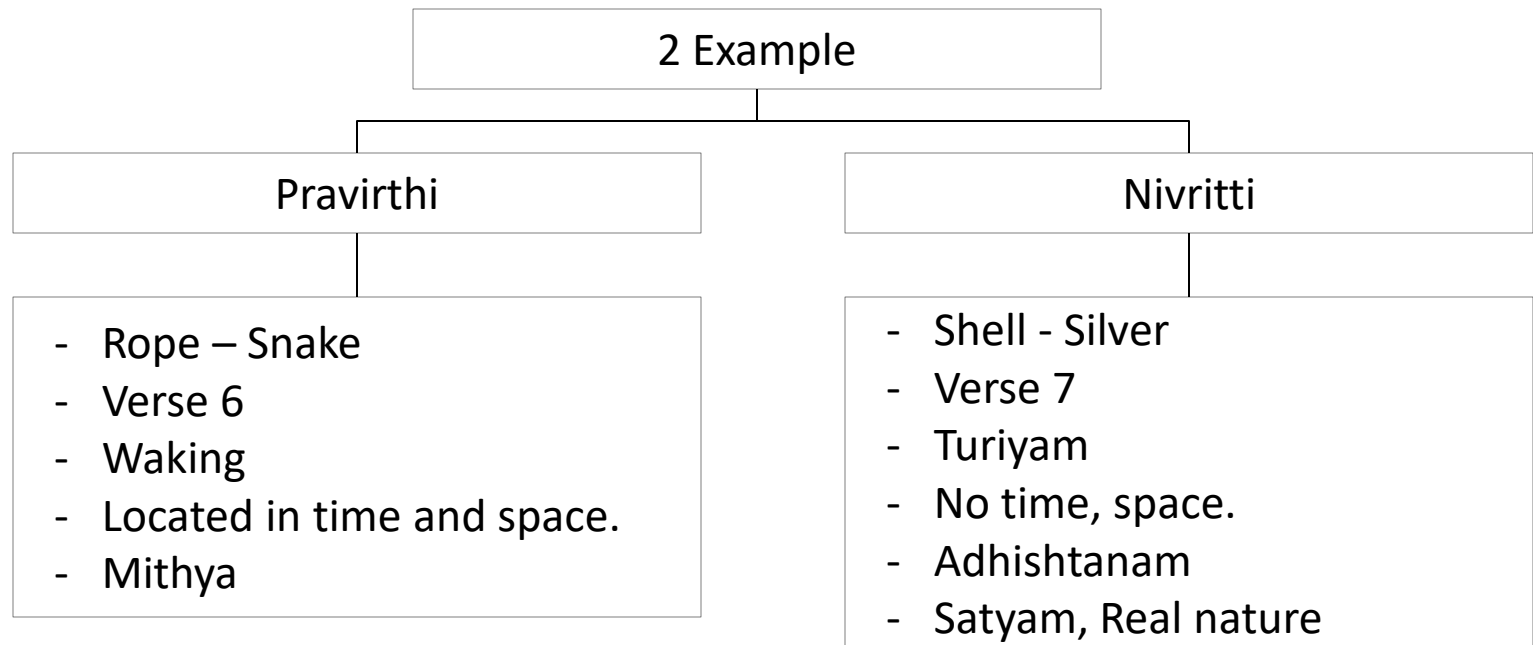 2 Example
Pravirthi
- Rope – Snake
- Verse 6
- Waking
- Located in time and space.
- Mithya
Nivritti
- Shell - Silver
- Verse 7
- Turiyam
- No time, space.
- Adhishtanam
- Satyam, Real nature